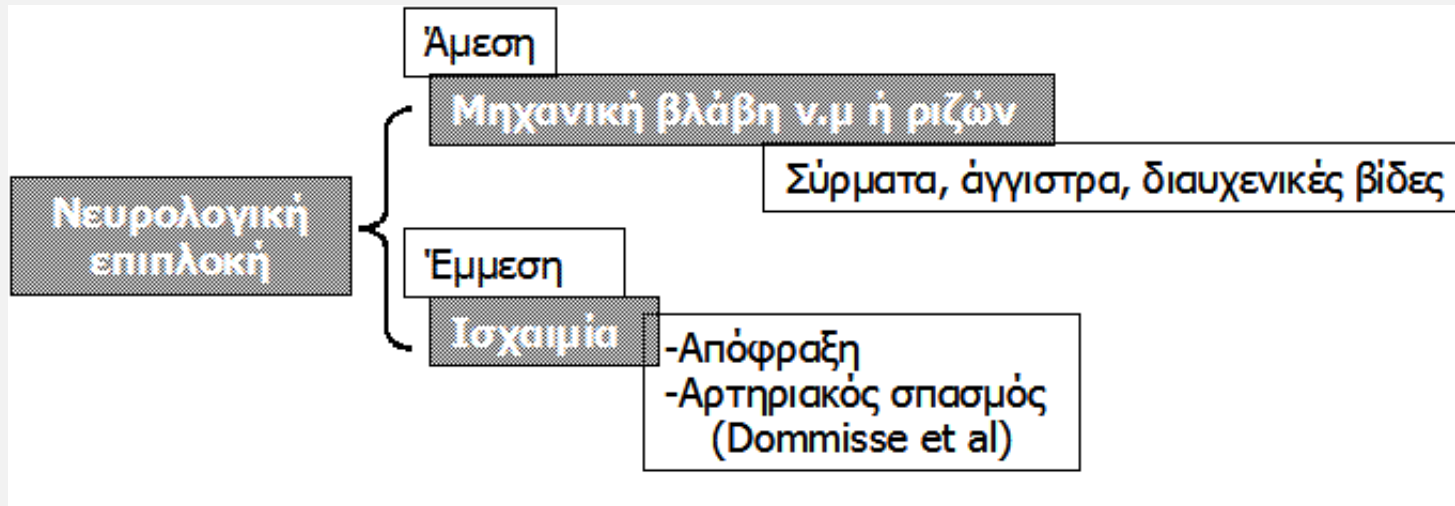 Άμεση
Μηχανική βλάβη ν.μ ή ριζών
Σύρματα, άγγιστρα, διαυχενικές βίδες
Νευρολογική
επιπλοκή
Έμμεση
Ισχαιμία
-Απόφραξη
-Αρτηριακός σπασμός
(Dommisse et al)